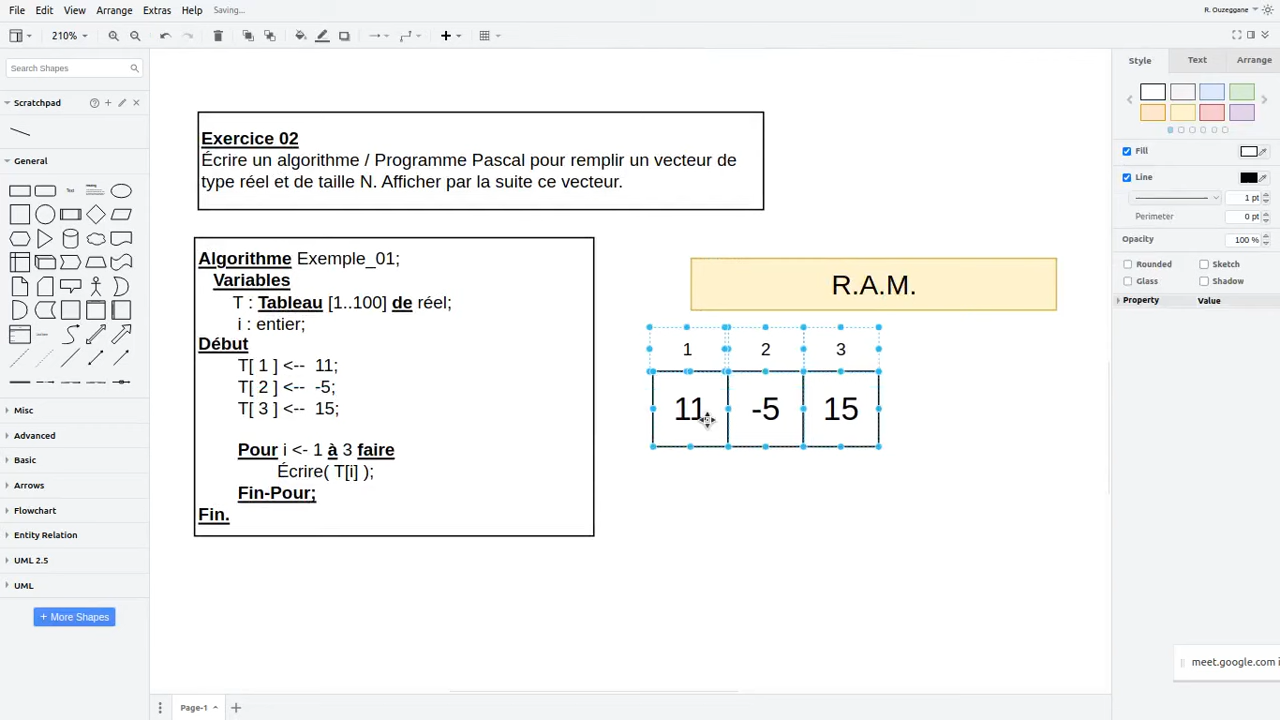 File Edit View Arrange Extras Help Saving...
R. Ouzeggane
210%
Search Shapes
Scratchpad
General
Text
Misc
Advanced
Basic
Arrows
Flowchart
Entity Relation
UML 2.5
UML
+ More Shapes
Exercice 02
Écrire un algorithme / Programme Pascal pour remplir un vecteur de
type réel et de taille N. Afficher par la suite ce vecteur.
Algorithme Exemple_01;
Variables
T : Tableau [1..100] de réel;
i : entier;
Début
T[ 1 ] <-- 11;
T[ 2 ] <-- -5;
T[ 3 ] <-- 15;
Pour i <- 1 à 3 faire
Écrire( T[i] );
Fin-Pour;
Fin.
R.A.M.
1 2 3
11 -5 15
Style Text Arrange
Fill
Line
1 pt
Perimeter 0 pt
Opacity 100 %
Rounded Sketch
Glass Shadow
Property Value
Page-1
meet.google.com i